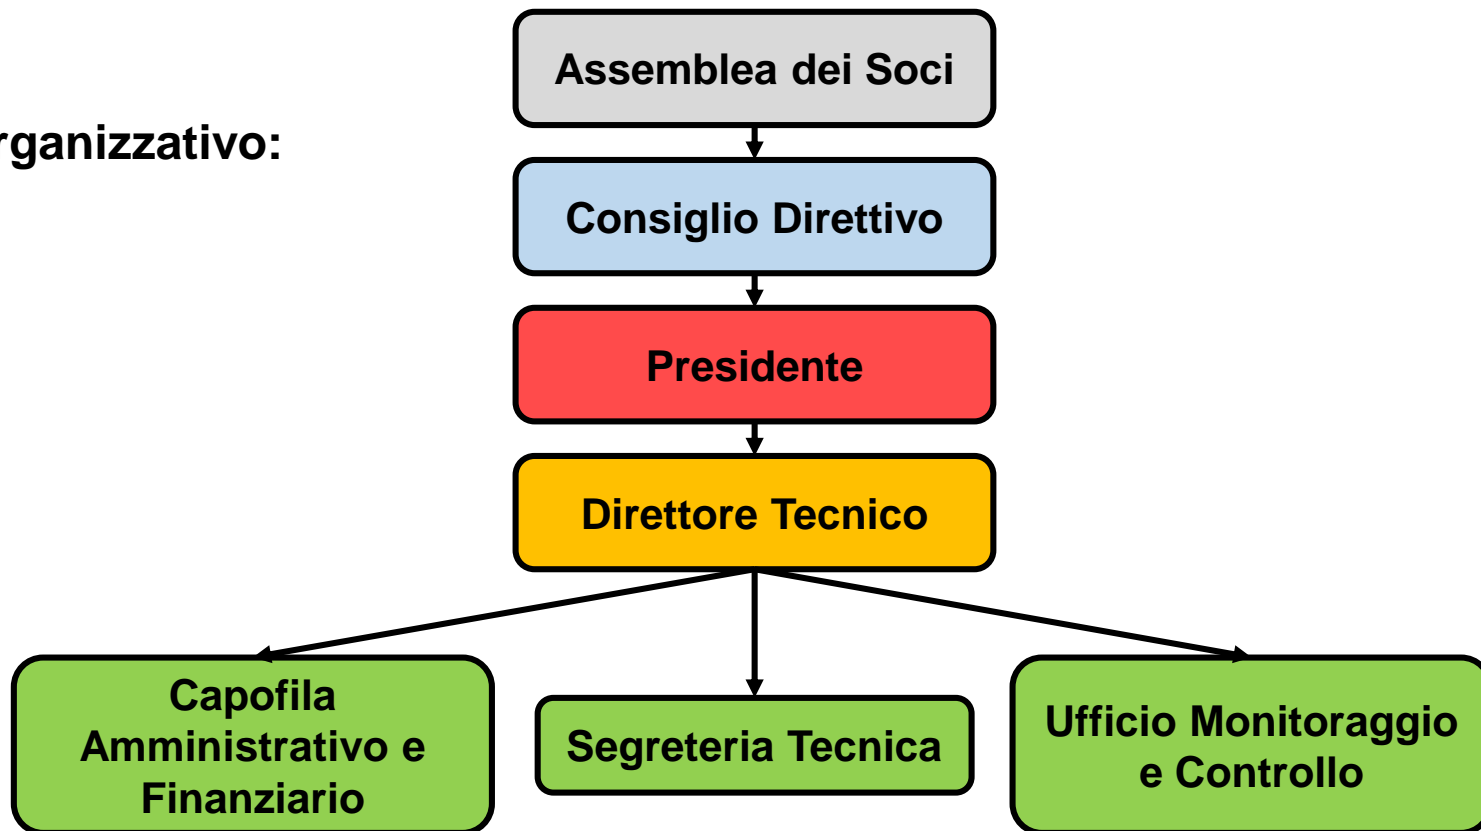 Assemblea dei Soci
rganizzativo:
Consiglio Direttivo
Presidente
Direttore Tecnico
Capofila
Amministrativo e
Finanziario
Segreteria Tecnica
Ufficio Monitoraggio
e Controllo